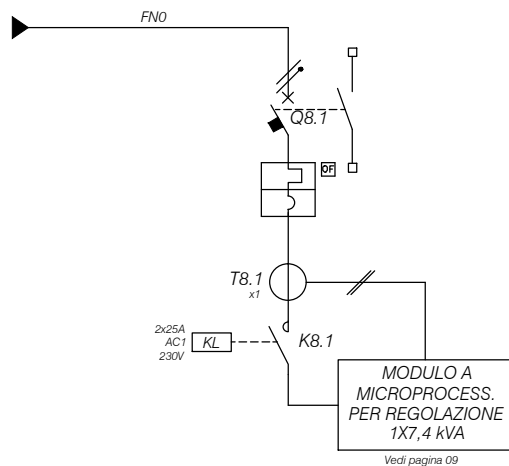 FN0
Q8.1
OF
T8.1
x1
2x25A
AC1
230V
KL
K8.1
MODULO A
MICROPROCESS.
PER REGOLAZIONE
1X7,4 kVA
Vedi pagina 09